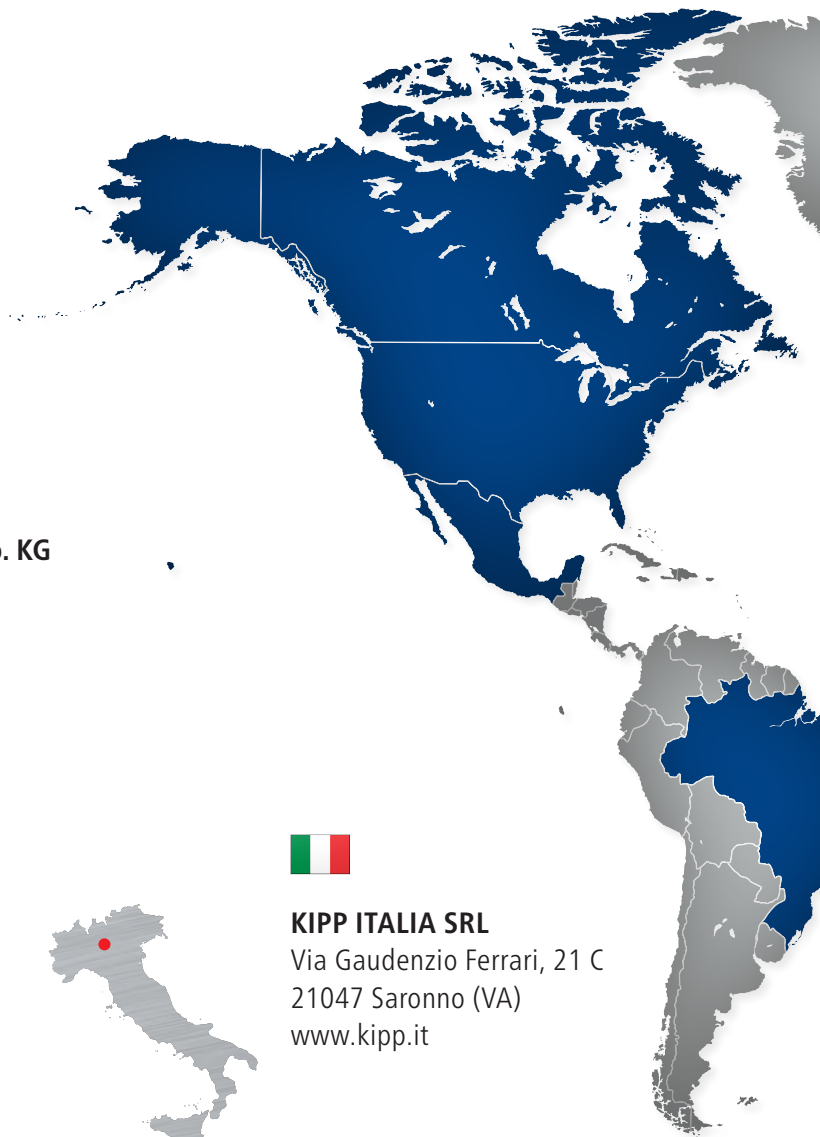 . KG
KIPP ITALIA SRL
Via Gaudenzio Ferrari, 21 C
21047 Saronno (VA)
www.kipp.it